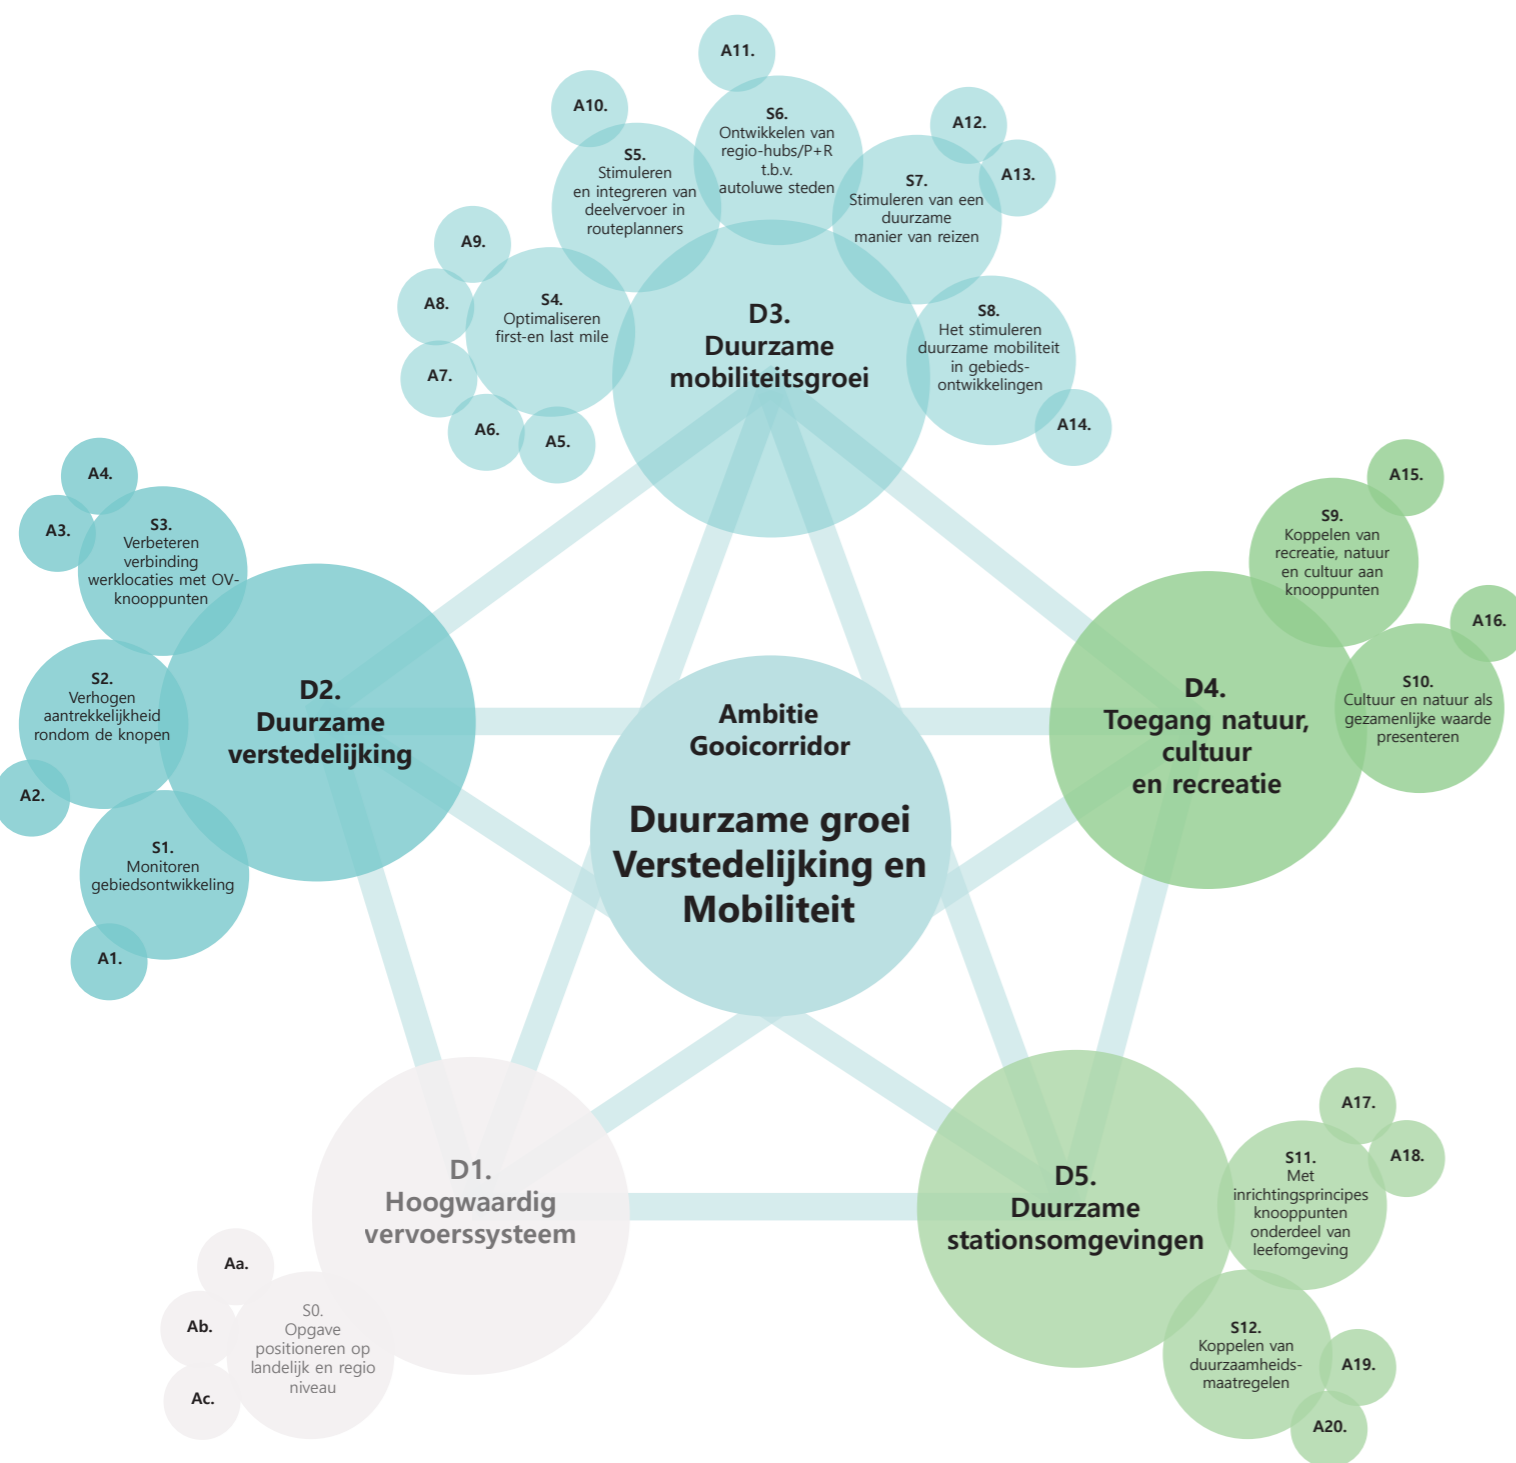 Ambitie
Gooicorridor
Duurzame groei
Verstedelijking en
Mobiliteit
D1.
Hoogwaardig
vervoerssysteem
S0.
Opgave
positioneren op
landelijk en regio
niveau
Aa.
Ab.
Ac.
D2.
Duurzame
verstedelijking
S1.
Monitoren
gebiedsontwikkeling
A1.
S2.
Verhogen
aantrekkelijkheid
rondom de knopen
A2.
S3.
Verbeteren
verbinding
werklocaties met OV-
knooppunten
A3.
A4.
D3.
Duurzame
mobiliteitsgroei
S4.
Optimaliseren
first-en last mile
A5.
A6.
A7.
A8.
A9.
S5.
Stimuleren
en integreren van
deelvervoer in
routeplanners
A10.
S6.
Ontwikkelen van
regio-hubs/P+R
t.b.v.
autoluwe steden
A11.
S7.
Stimuleren van een
duurzame
manier van reizen
A12.
A13.
S8.
Het stimuleren
duurzame mobiliteit
in gebieds-
ontwikkelingen
A14.
D4.
Toegang natuur,
cultuur
en recreatie
S9.
Koppelen van
recreatie, natuur
en cultuur aan
knooppunten
A15.
S10.
Cultuur en natuur als
gezamenlijke waarde
presenteren
A16.
D5.
Duurzame
stationsomgevingen
S11.
Met
inrichtingsprincipes
knooppunten
onderdeel van
leefomgeving
A17.
A18.
S12.
Koppelen van
duurzaamheids-
maatregelen
A19.
A20.